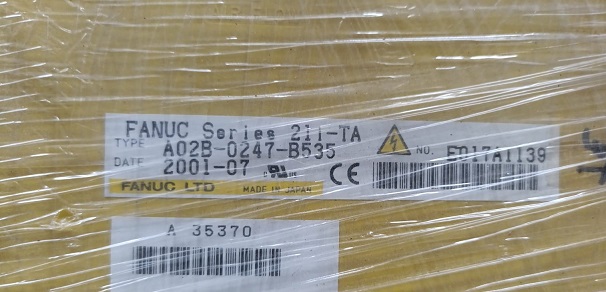 FANUC Series 21i-TA
TYPE A02B-0247-B535
DATE 2001-07
NO. E017A1139
FANUC LTD MADE IN JAPAN
A 35370